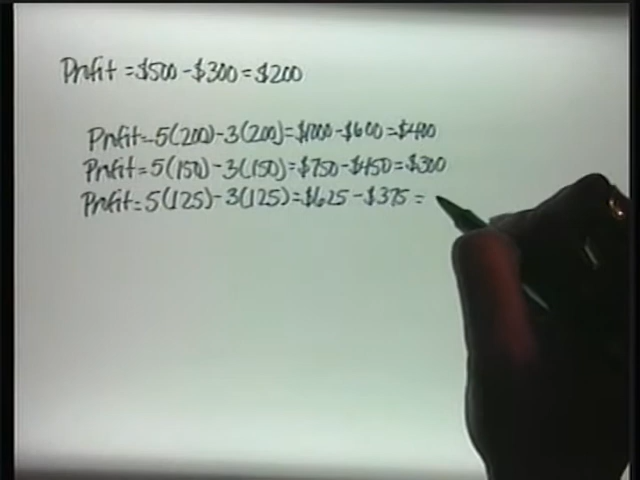 Profit = $500 - $300 = $200
Profit = 5(200) - 3(200) = $1000 - $600 = $400
Profit = 5(150) - 3(150) = $750 - $450 = $300
Profit = 5(125) - 3(125) = $625 - $375 =